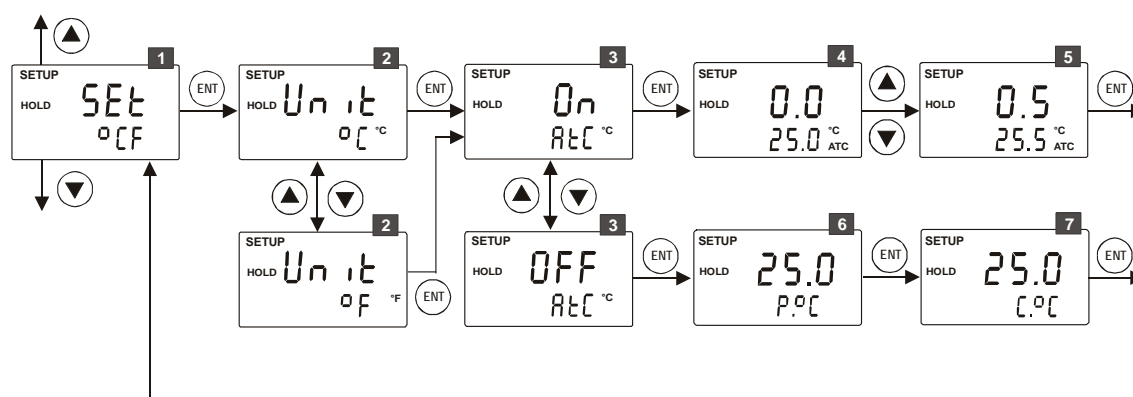 1
SETUP
HOLD
SEt
°CF
ENT
2
SETUP
HOLD
Unit
°C °C
ENT
3
SETUP
HOLD
On
AtC °C
ENT
4
SETUP
HOLD
0.0
25.0 °C ATC
5
SETUP
HOLD
0.5
25.5 °C ATC
ENT
2
SETUP
HOLD
Unit
°F °F
ENT
3
SETUP
HOLD
OFF
AtC °C
ENT
6
SETUP
HOLD
25.0
P.°C
ENT
7
SETUP
HOLD
25.0
C.°C
ENT